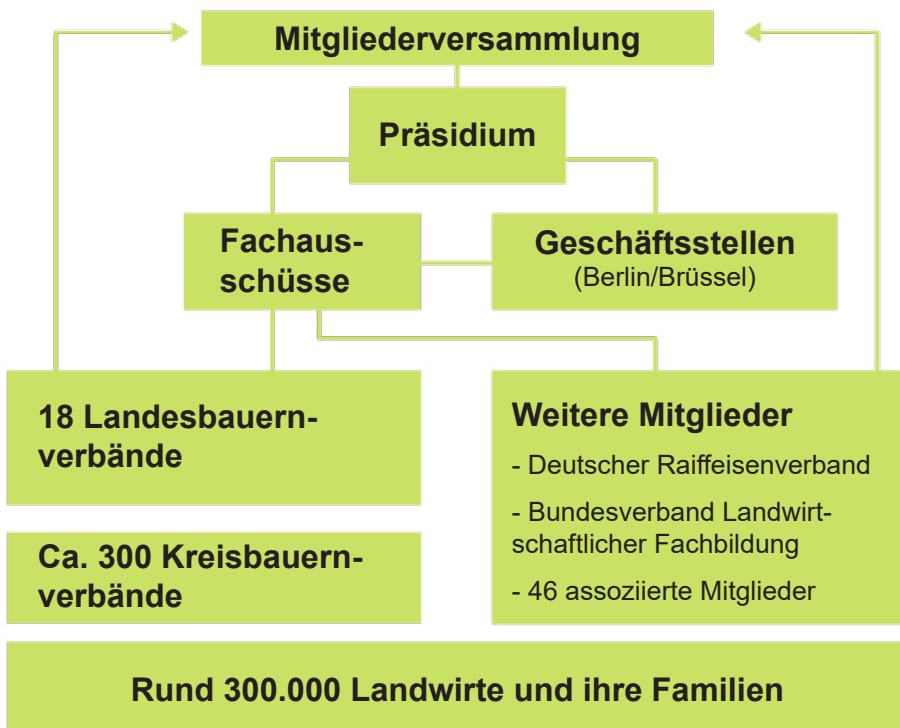 Mitgliederversammlung
Präsidium
Fachaus-
schüsse
Geschäftsstellen
(Berlin/Brüssel)
18 Landesbauern-
verbände
Weitere Mitglieder
- Deutscher Raiffeisenverband
- Bundesverband Landwirt-
schaftlicher Fachbildung
- 46 assoziierte Mitglieder
Ca. 300 Kreisbauern-
verbände
Rund 300.000 Landwirte und ihre Familien